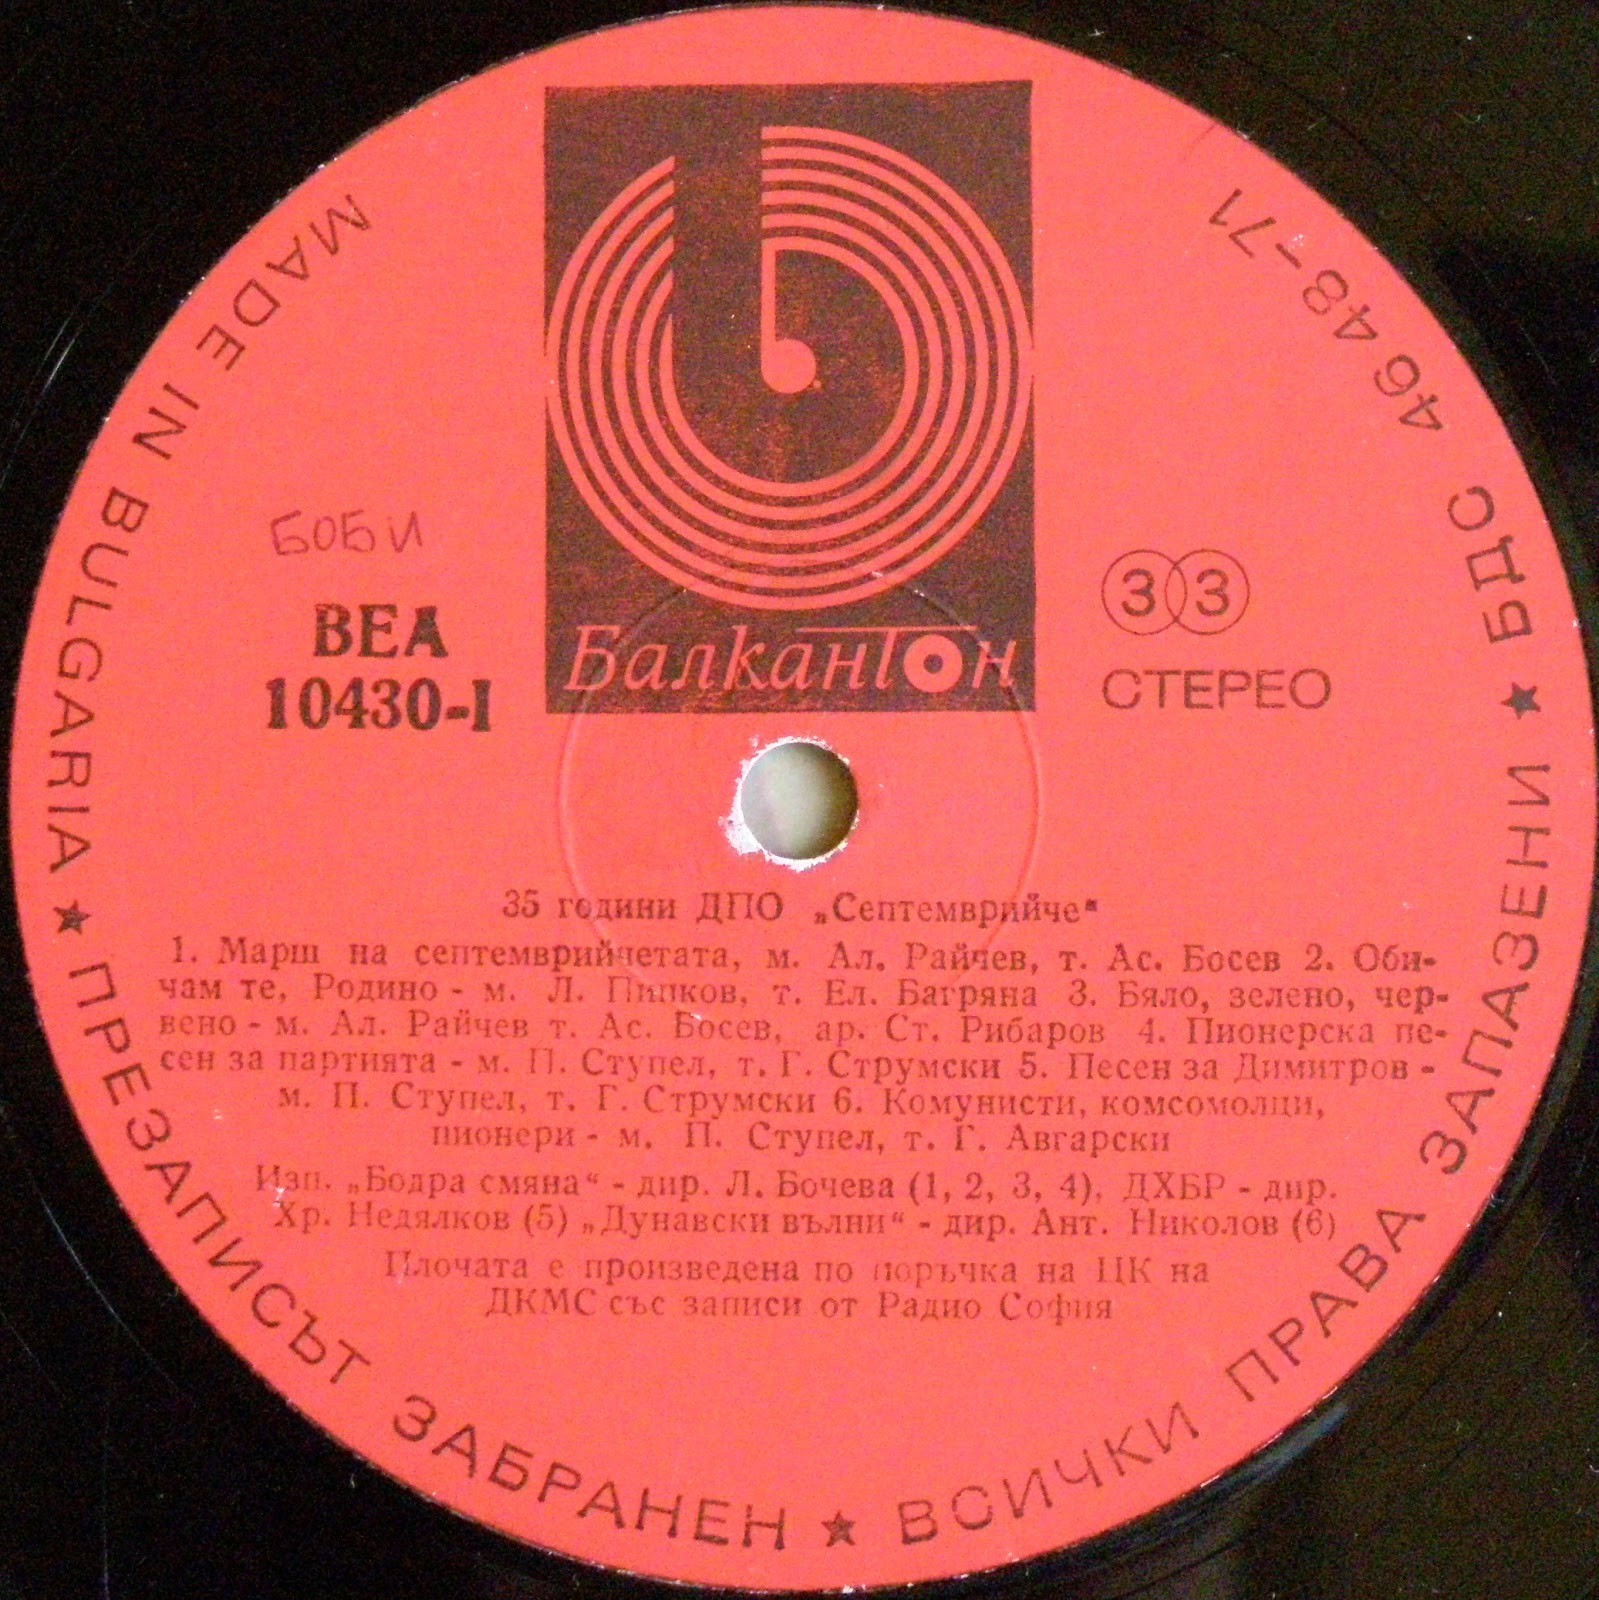 Балкантон
БОБИ
ВЕА
10430-I
33
СТЕРЕО
35 години ДПО „Септемврийче“
1. Марш на септемврийчетата, м. Ал. Райчев, т. Ас. Босев 2. Оби-
чам те, Родино - м. Л. Пипков, т. Ел. Багряна 3. Бяло, зелено, чер-
вено - м. Ал. Райчев т. Ас. Босев, ар. Ст. Рибаров 4. Пионерска пе-
сен за партията - м. П. Ступел, т. Г. Струмски 5. Песен за Димитров -
м. П. Ступел, т. Г. Струмски 6. Комунисти, комсомолци,
пионери - м. П. Ступел, т. Г. Авгарски
Изп. „Бодра смяна“ - дир. Л. Бочева (1, 2, 3, 4), ДХБР - дир.
Хр. Недялков (5) „Дунавски вълни“ - дир. Ант. Николов (6)
Плочата е произведена по поръчка на ЦК на
ДКМС със записи от Радио София
MADE IN BULGARIA ★ ПРЕЗАПИСЪТ ЗАБРАНЕН ★ ВСИЧКИ ПРАВА ЗАПАЗЕНИ ★ БДС 4648-71